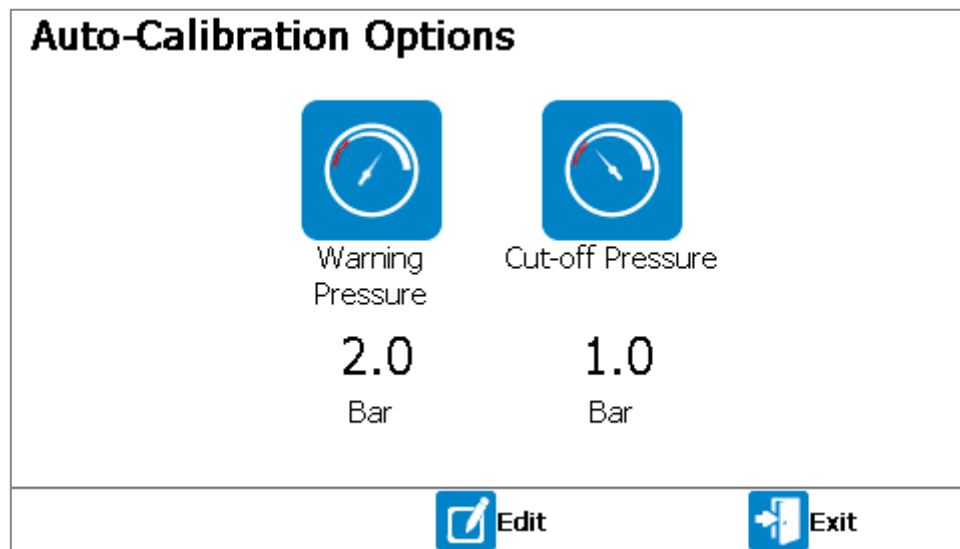 Auto-Calibration Options
Warning
Pressure
Cut-off Pressure
2.0
1.0
Bar
Bar
Edit
Exit